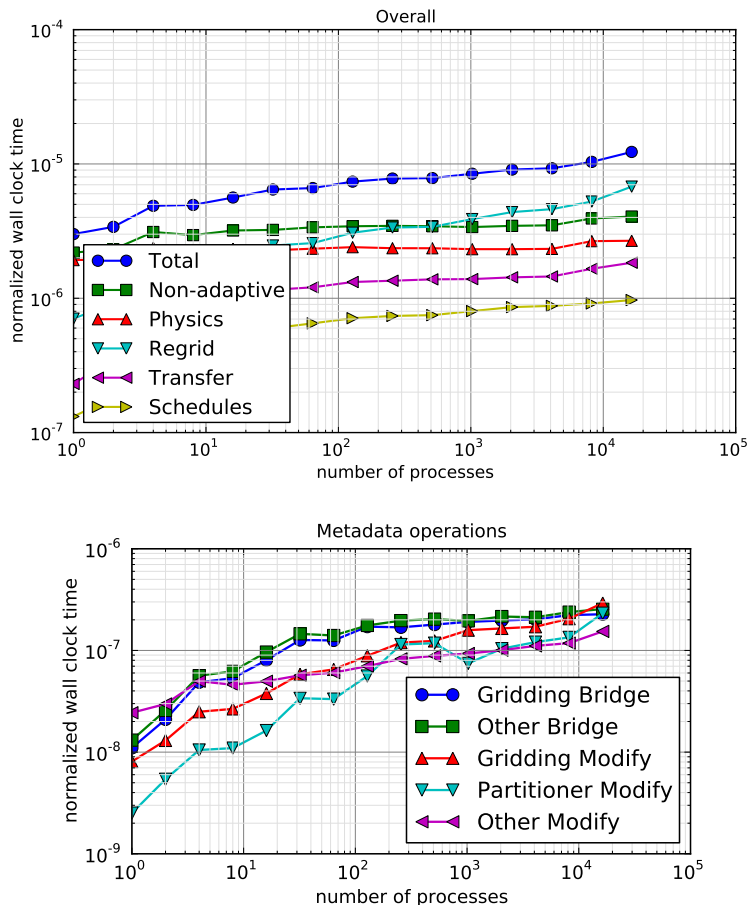 Overall
10^-4
10^-5
10^-6
10^-7
normalized wall clock time
Total
Non-adaptive
Physics
Regrid
Transfer
Schedules
10^0 10^1 10^2 10^3 10^4 10^5
number of processes
Metadata operations
10^-6
10^-7
10^-8
10^-9
normalized wall clock time
Gridding Bridge
Other Bridge
Gridding Modify
Partitioner Modify
Other Modify
10^0 10^1 10^2 10^3 10^4 10^5
number of processes